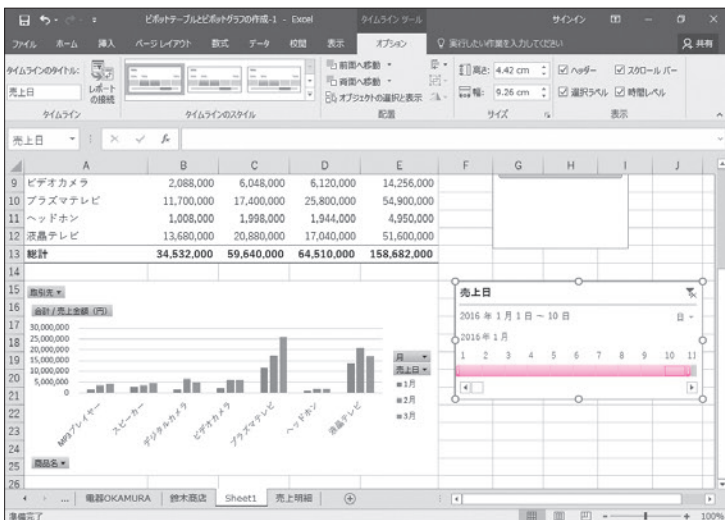 ピボットテーブルとピボットグラフの作成-1 - Excel
タイムライン ツール
サインイン
ファイル ホーム 挿入 ページ レイアウト 数式 データ 校閲 表示 オプション 実行したい作業を入力してください 共有
タイムラインのタイトル:
売上日
レポートの接続
タイムライン
タイムラインのスタイル
前面へ移動
背面へ移動
オブジェクトの選択と表示
配置
高さ: 4.42 cm
幅: 9.26 cm
サイズ
ヘッダー スクロール バー
選択ラベル 時間レベル
表示
売上日 fx
A B C D E F G H I J
9 ビデオカメラ 2,088,000 6,048,000 6,120,000 14,256,000
10 プラズマテレビ 11,700,000 17,400,000 25,800,000 54,900,000
11 ヘッドホン 1,008,000 1,998,000 1,944,000 4,950,000
12 液晶テレビ 13,680,000 20,880,000 17,040,000 51,600,000
13 総計 34,532,000 59,640,000 64,510,000 158,682,000
14
15
16
17
18
19
20
21
22
23
24
25
26
取引先
合計 / 売上金額（円）
30,000,000
25,000,000
20,000,000
15,000,000
10,000,000
5,000,000
0
MP3プレイヤー
スピーカー
デジタルカメラ
ビデオカメラ
プラズマテレビ
ヘッドホン
液晶テレビ
月
売上日
1月
2月
3月
商品名
売上日
2016 年 1 月 1 日 ～ 10 日
日
2016 年 1 月
1 2 3 4 5 6 7 8 9 10 11
... 電器OKAMURA 鈴木商店 Sheet1 売上明細
準備完了
100%